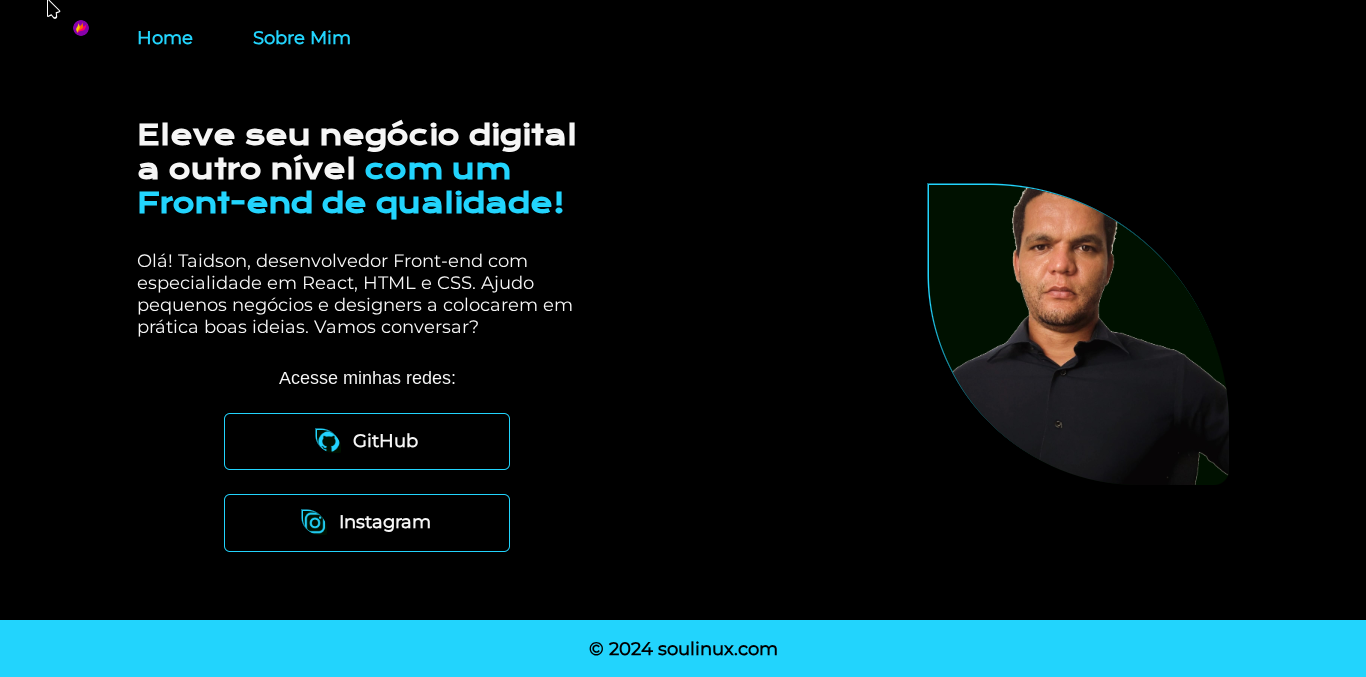 Home Sobre Mim
Eleve seu negócio digital
a outro nível com um
Front-end de qualidade!
Olá! Taidson, desenvolvedor Front-end com
especialidade em React, HTML e CSS. Ajudo
pequenos negócios e designers a colocarem em
prática boas ideias. Vamos conversar?
Acesse minhas redes:
GitHub
Instagram
© 2024 soulinux.com